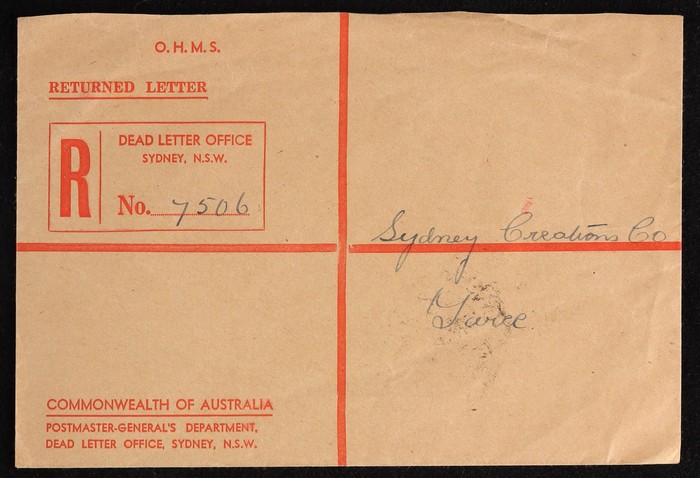 O.H.M.S.
RETURNED LETTER
R
DEAD LETTER OFFICE
SYDNEY, N.S.W.
No. 7506
Sydney Creations Co
Taree
COMMONWEALTH OF AUSTRALIA
POSTMASTER-GENERAL'S DEPARTMENT,
DEAD LETTER OFFICE, SYDNEY, N.S.W.